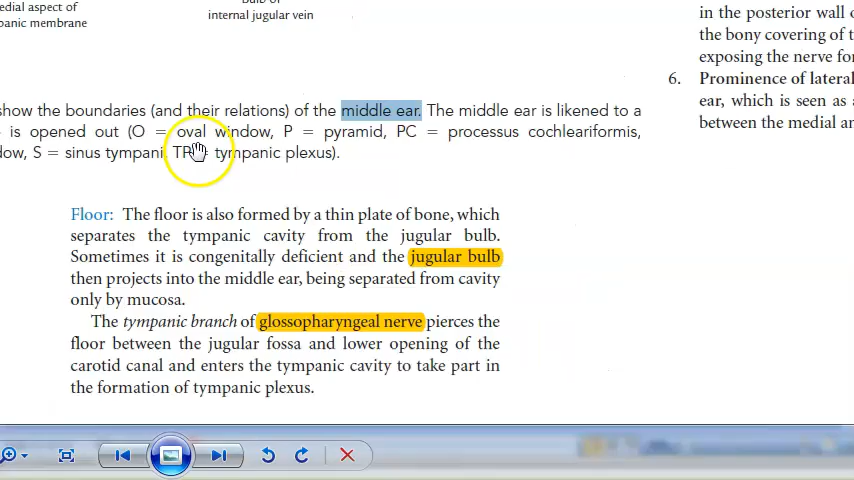 edial aspect of
panic membrane
internal jugular vein
show the boundaries (and their relations) of the middle ear. The middle ear is likened to a
is opened out (O = oval window, P = pyramid, PC = processus cochleariformis,
dow, S = sinus tympani TP = tympanic plexus).
Floor: The floor is also formed by a thin plate of bone, which
separates the tympanic cavity from the jugular bulb.
Sometimes it is congenitally deficient and the jugular bulb
then projects into the middle ear, being separated from cavity
only by mucosa.
The tympanic branch of glossopharyngeal nerve pierces the
floor between the jugular fossa and lower opening of the
carotid canal and enters the tympanic cavity to take part in
the formation of tympanic plexus.
in the posterior wall o
the bony covering of t
exposing the nerve for
6. Prominence of lateral
ear, which is seen as a
between the medial an